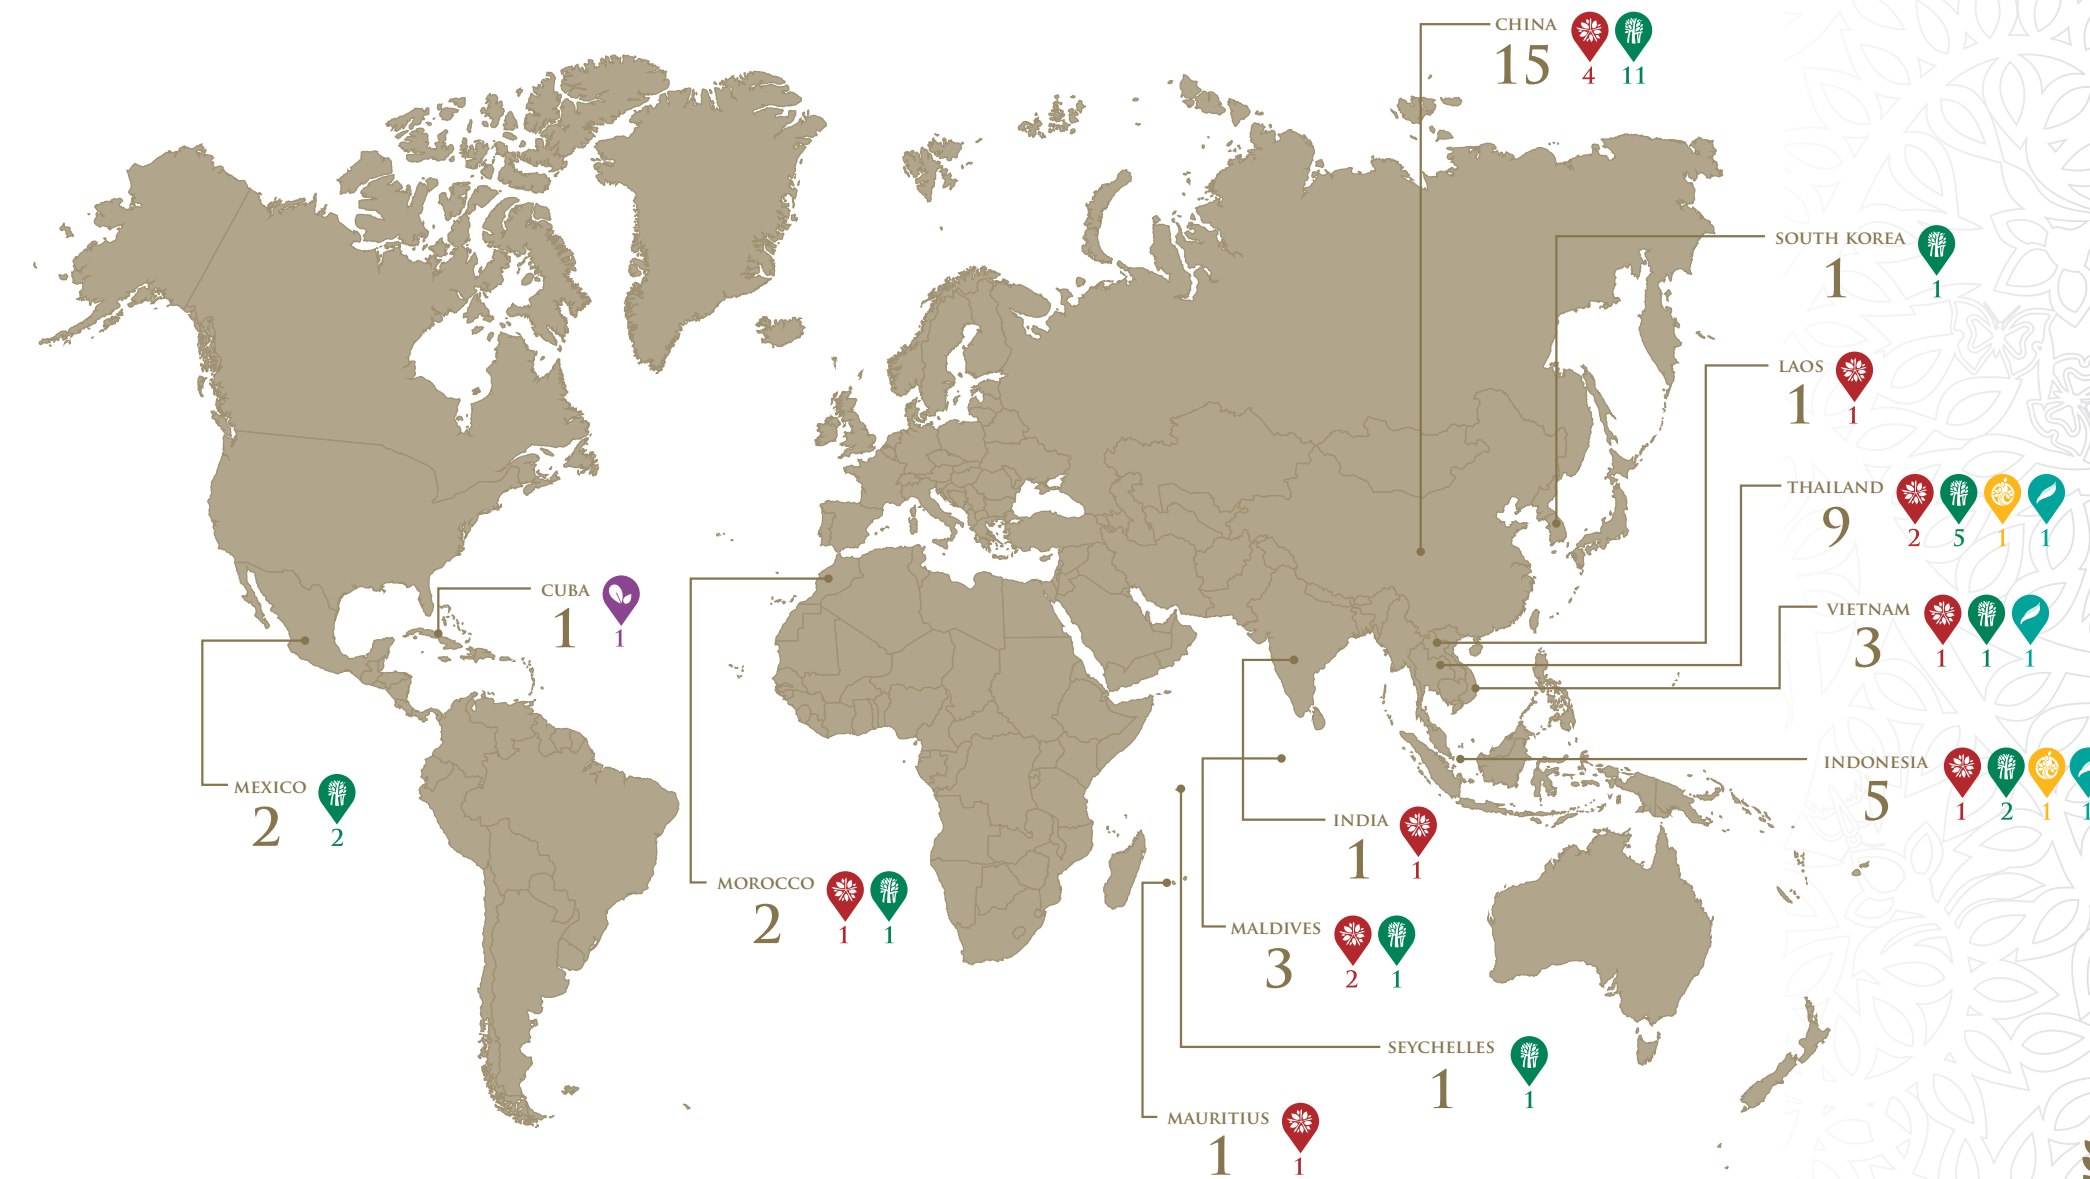 CHINA
15 4 11
SOUTH KOREA
1 1
LAOS
1 1
THAILAND
9 2 5 1 1
VIETNAM
3 1 1 1
INDONESIA
5 1 2 1 1
CUBA
1 1
MEXICO
2 2
MOROCCO
2 1 1
INDIA
1 1
MALDIVES
3 2 1
SEYCHELLES
1 1
MAURITIUS
1 1